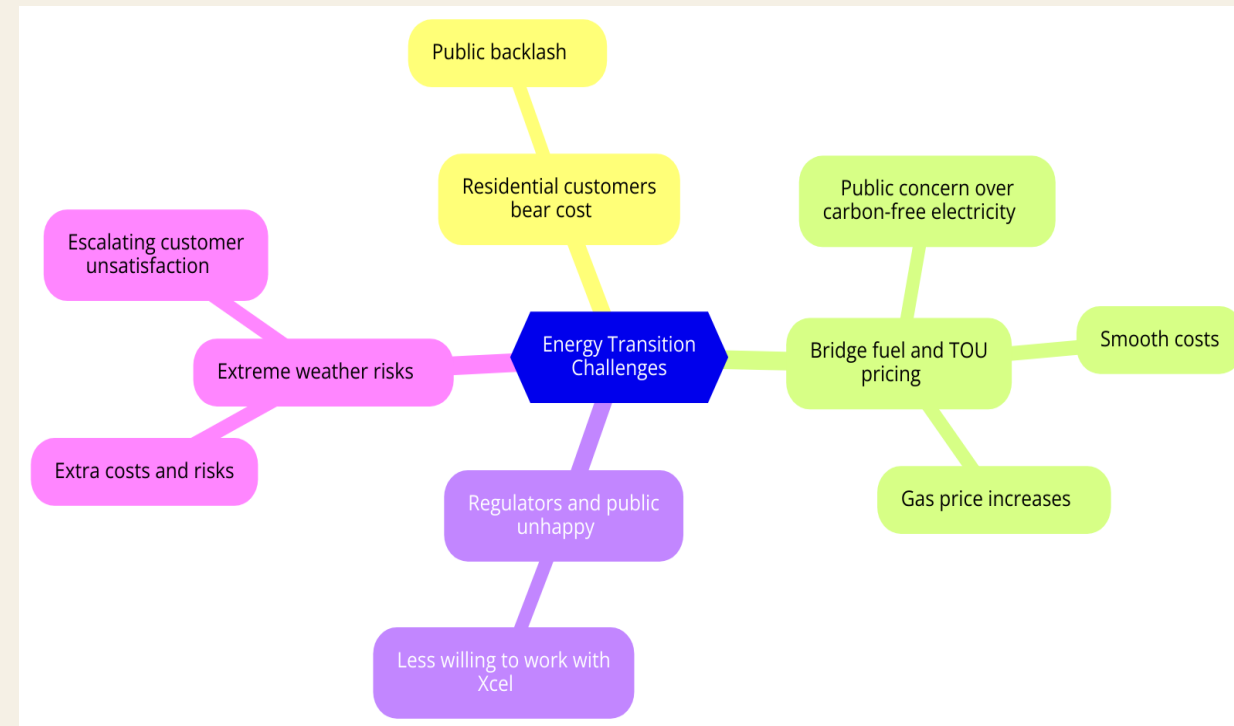 Public backlash
Residential customers
bear cost
Public concern over
carbon-free electricity
Escalating customer
unsatisfaction
Energy Transition
Challenges
Bridge fuel and TOU
pricing
Smooth costs
Extreme weather risks
Extra costs and risks
Regulators and public
unhappy
Gas price increases
Less willing to work with
Xcel